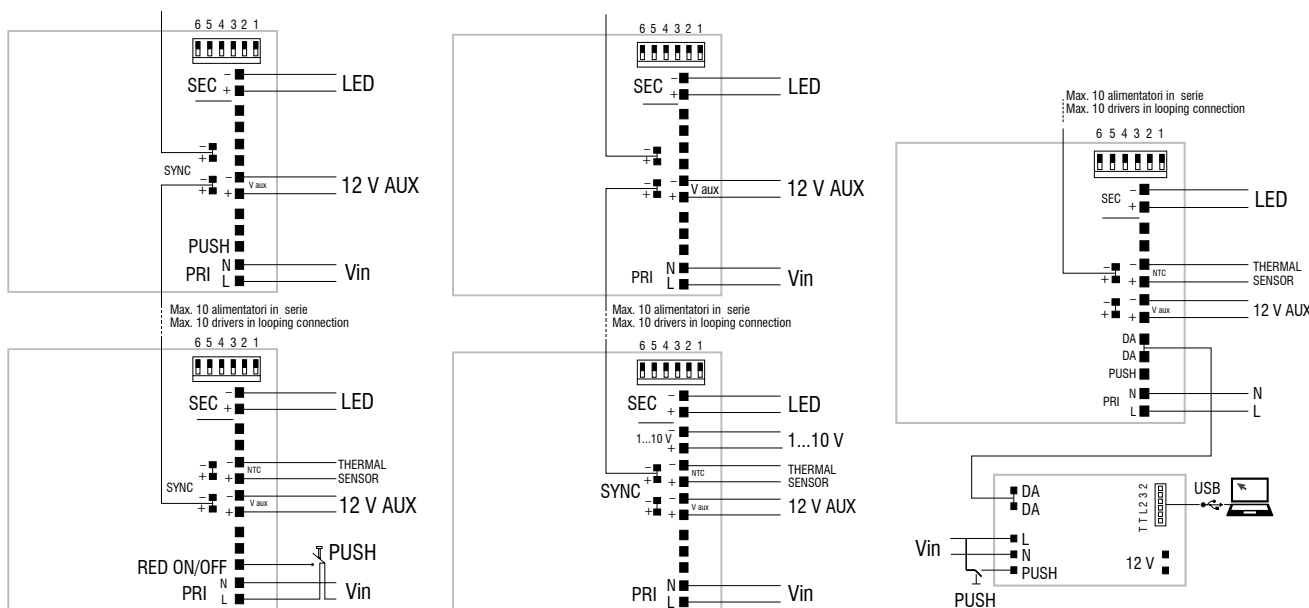 6 5 4 3 2 1
SEC
−
+
LED
−
+
SYNC
−
+
−
+
V aux
12 V AUX
PUSH
PRI
N
L
Vin
Max. 10 alimentatori in serie
Max. 10 drivers in looping connection
6 5 4 3 2 1
SEC
−
+
LED
−
+
−
+
NTC
THERMAL
SENSOR
SYNC
−
+
−
+
V aux
12 V AUX
RED ON/OFF
PUSH
PRI
N
L
Vin
6 5 4 3 2 1
SEC
−
+
LED
−
+
−
+
−
+
V aux
12 V AUX
PRI
N
L
Vin
Max. 10 alimentatori in serie
Max. 10 drivers in looping connection
6 5 4 3 2 1
SEC
−
+
LED
1...10 V
−
+
1...10 V
−
+
−
+
NTC
THERMAL
SENSOR
SYNC
−
+
−
+
V aux
12 V AUX
PRI
N
L
Vin
Max. 10 alimentatori in serie
Max. 10 drivers in looping connection
6 5 4 3 2 1
SEC
−
+
LED
−
+
−
+
NTC
THERMAL
SENSOR
−
+
−
+
V aux
12 V AUX
DA
DA
PUSH
PRI
N
L
N
L
DA
DA
TTL232
USB
Vin
L
N
PUSH
12 V
PUSH